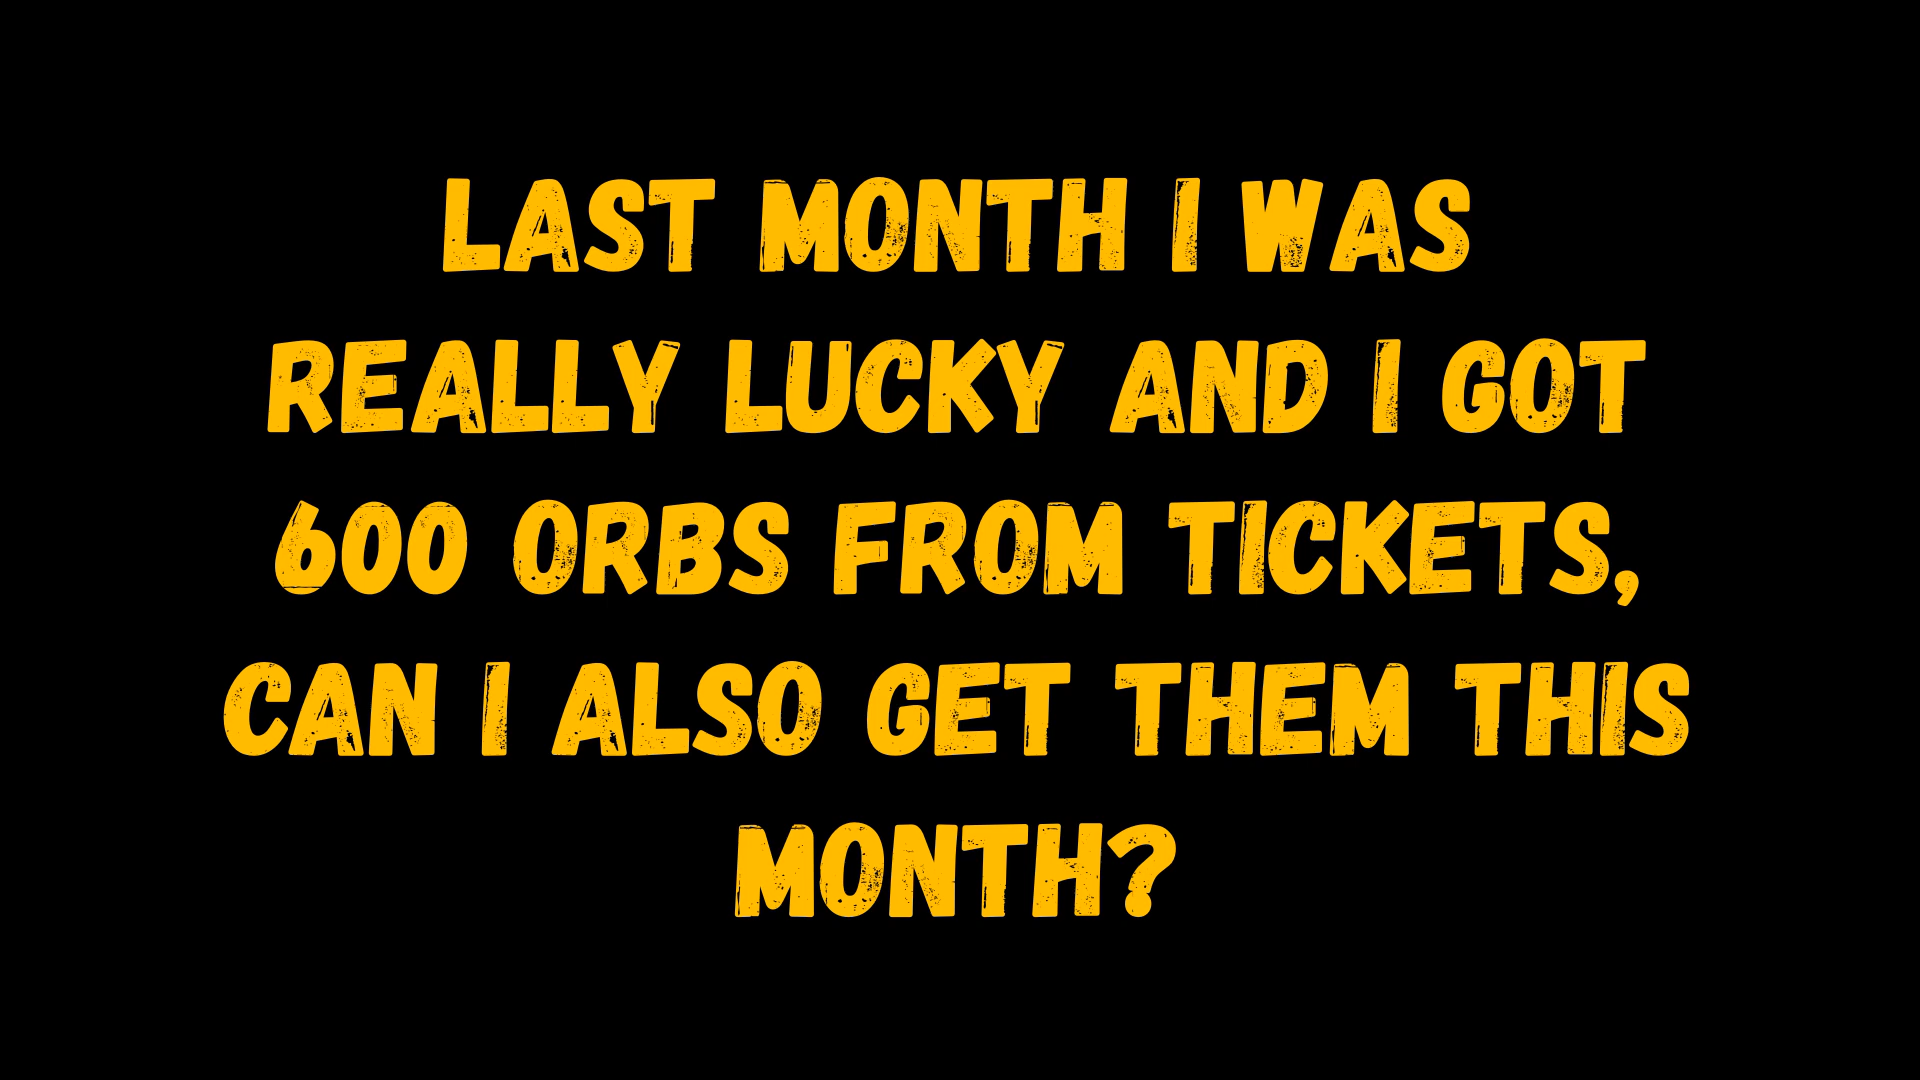 LAST MONTH I WAS
REALLY LUCKY AND I GOT
600 ORBS FROM TICKETS,
CAN I ALSO GET THEM THIS
MONTH?